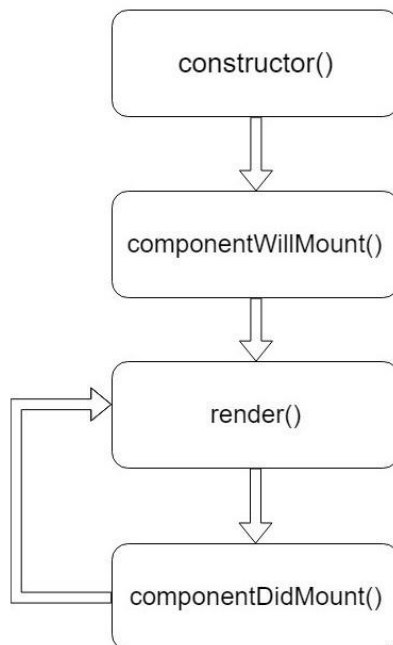 constructor()
componentWillMount()
render()
componentDidMount()